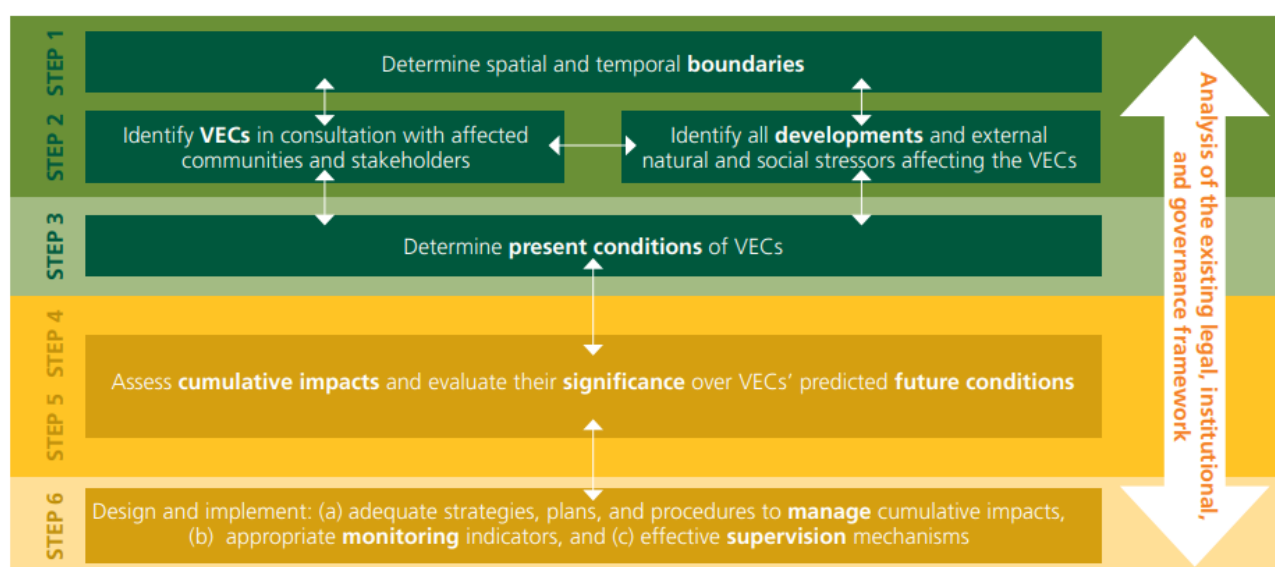 STEP 1
Determine spatial and temporal boundaries
STEP 2
Identify VECs in consultation with affected
communities and stakeholders
Identify all developments and external
natural and social stressors affecting the VECs
STEP 3
Determine present conditions of VECs
STEP 4
STEP 5
Assess cumulative impacts and evaluate their significance over VECs’ predicted future conditions
STEP 6
Design and implement: (a) adequate strategies, plans, and procedures to manage cumulative impacts,
(b) appropriate monitoring indicators, and (c) effective supervision mechanisms
Analysis of the existing legal, institutional,
and governance framework